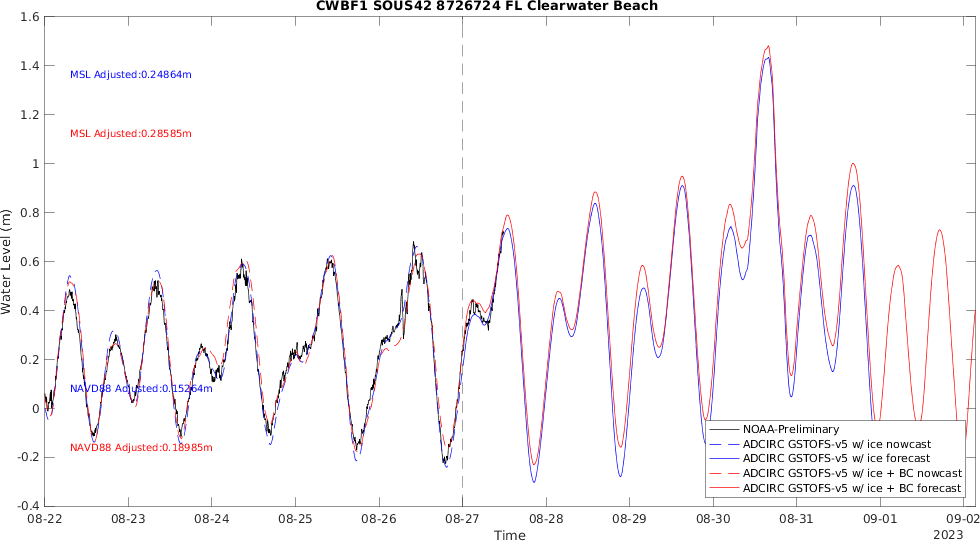 CWBF1 SOUS42 8726724 FL Clearwater Beach
1.6
1.4
1.2
1
0.8
0.6
0.4
0.2
0
-0.2
-0.4
Water Level (m)
MSL Adjusted:0.24864m
MSL Adjusted:0.28585m
NAVD88 Adjusted:0.15264m
NAVD88 Adjusted:0.18985m
NOAA-Preliminary
ADCIRC GSTOFS-v5 w/ ice nowcast
ADCIRC GSTOFS-v5 w/ ice forecast
ADCIRC GSTOFS-v5 w/ ice + BC nowcast
ADCIRC GSTOFS-v5 w/ ice + BC forecast
08-22 08-23 08-24 08-25 08-26 08-27 08-28 08-29 08-30 08-31 09-01 09-02
Time
2023